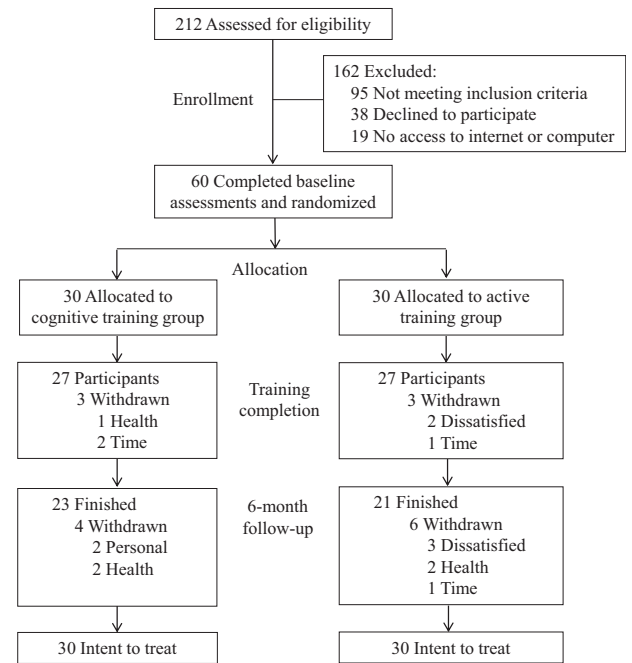 212 Assessed for eligibility
Enrollment
162 Excluded:
95 Not meeting inclusion criteria
38 Declined to participate
19 No access to internet or computer
60 Completed baseline
assessments and randomized
Allocation
30 Allocated to
cognitive training group
30 Allocated to active
training group
27 Participants
3 Withdrawn
1 Health
2 Time
Training
completion
27 Participants
3 Withdrawn
2 Dissatisfied
1 Time
23 Finished
4 Withdrawn
2 Personal
2 Health
6-month
follow-up
21 Finished
6 Withdrawn
3 Dissatisfied
2 Health
1 Time
30 Intent to treat
30 Intent to treat